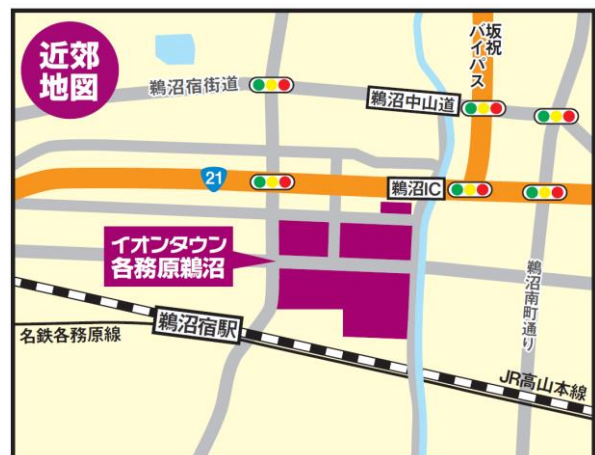 近郊
地図
鵜沼宿街道
鵜沼中山道
坂祝
バイパス
21
鵜沼IC
イオンタウン
各務原鵜沼
鵜沼南町通り
鵜沼宿駅
名鉄各務原線
JR高山本線